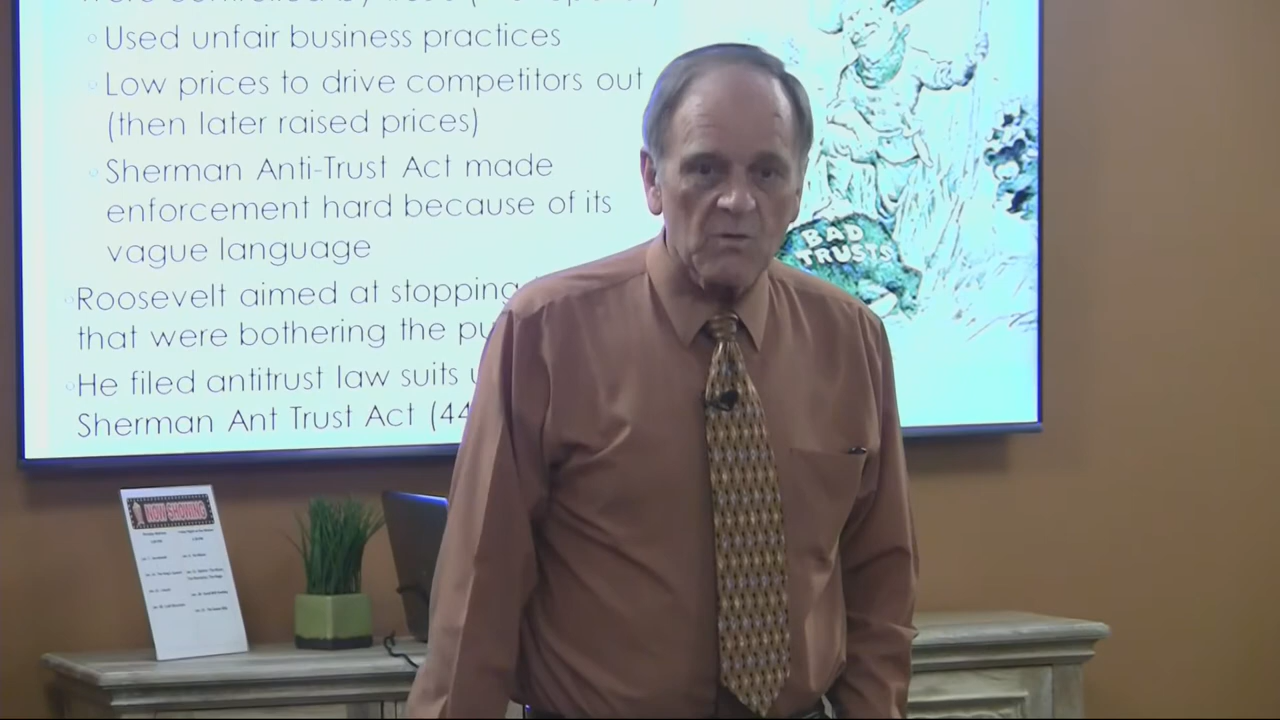 Used unfair business practices
Low prices to drive competitors out
(then later raised prices)
Sherman Anti-Trust Act made
enforcement hard because of its
vague language
Roosevelt aimed at stopping
that were bothering the
He filed antitrust law suits
Sherman Ant Trust Act (44
BAD
TRUSTS
NOW SHOWING